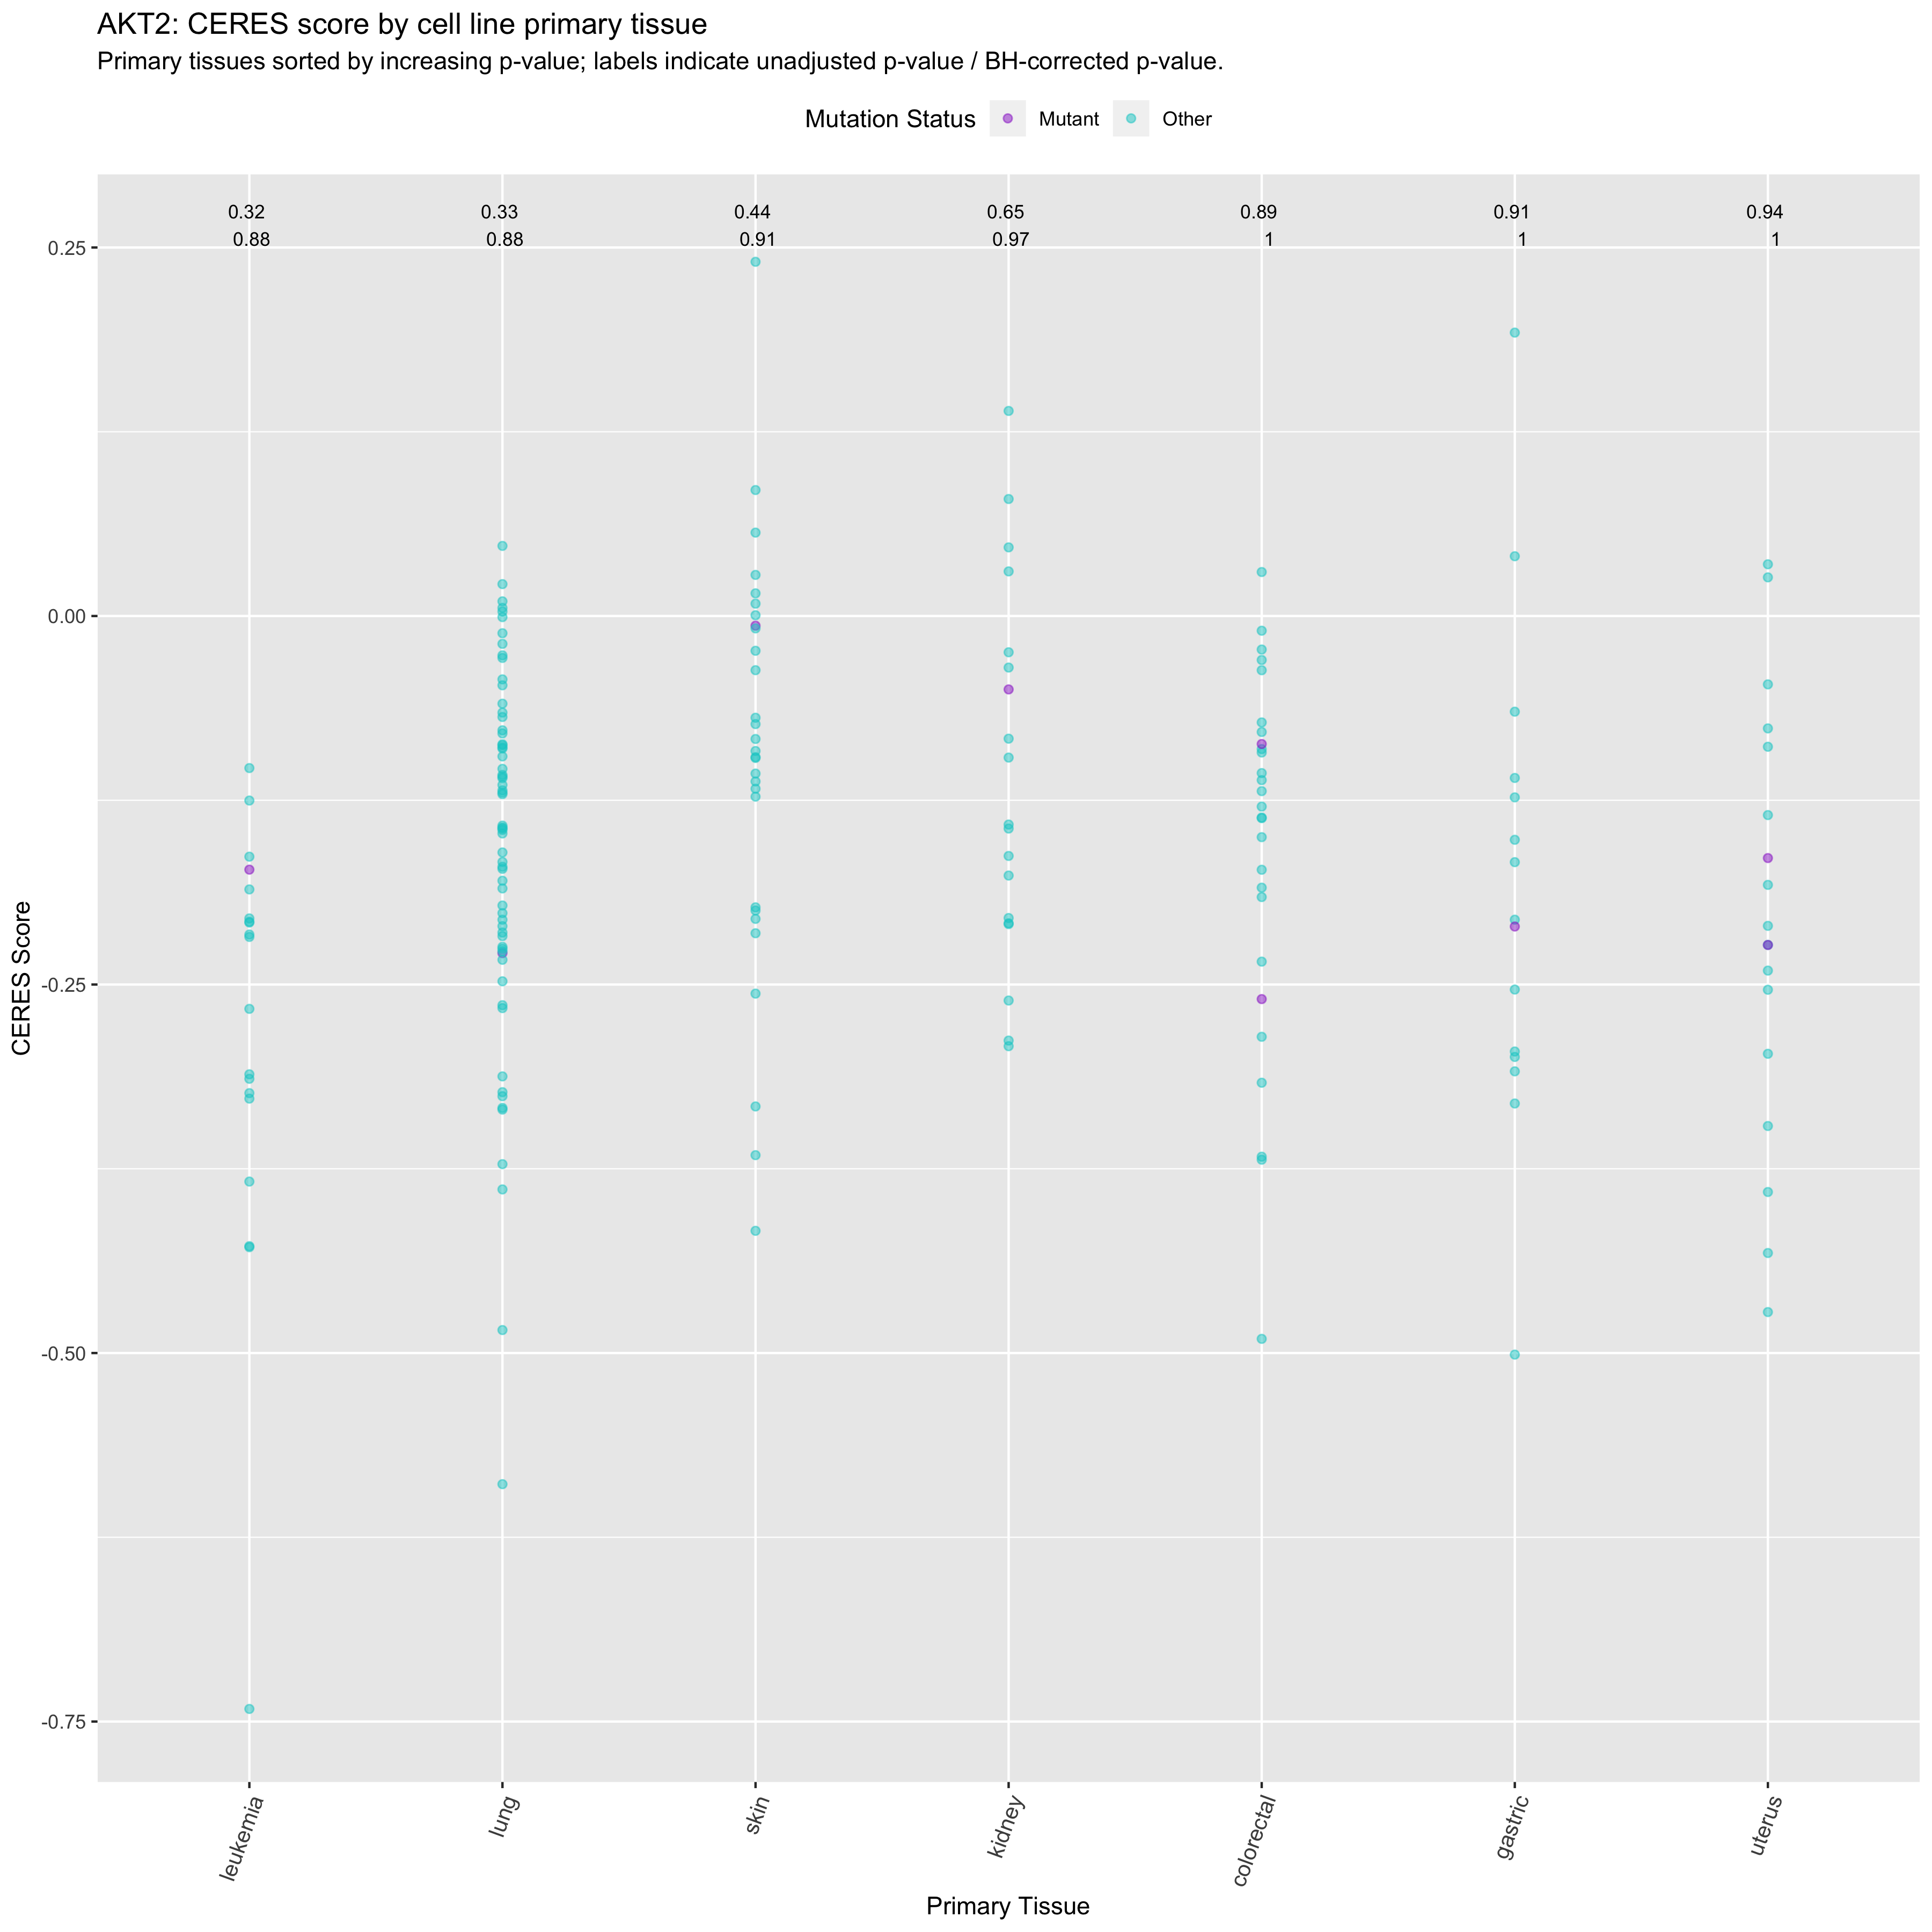 AKT2: CERES score by cell line primary tissue
Primary tissues sorted by increasing p-value; labels indicate unadjusted p-value / BH-corrected p-value.
Mutation Status Mutant Other
0.32 0.33 0.44 0.65 0.89 0.91 0.94
0.88 0.88 0.91 0.97 1 1 1
0.25
0.00
-0.25
-0.50
-0.75
CERES Score
leukemia lung skin kidney colorectal gastric uterus
Primary Tissue